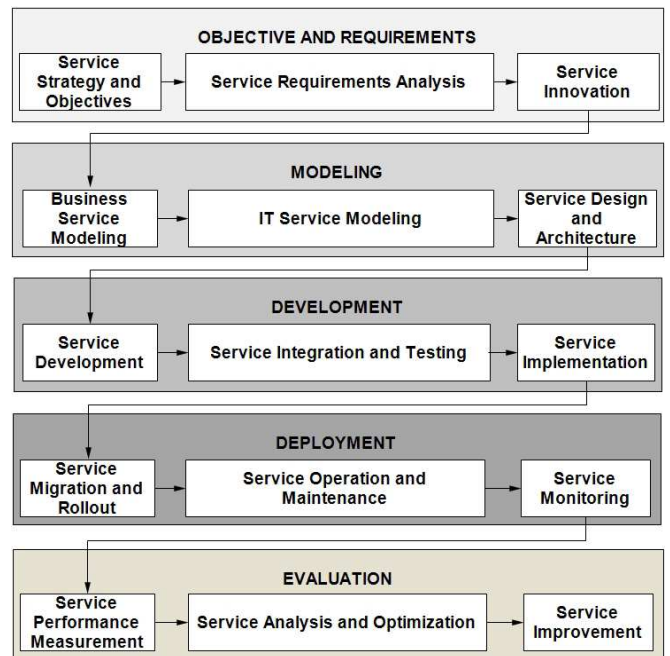 OBJECTIVE AND REQUIREMENTS
Service
Strategy and
Objectives
Service Requirements Analysis
Service
Innovation
MODELING
Business
Service
Modeling
IT Service Modeling
Service Design
and
Architecture
DEVELOPMENT
Service
Development
Service Integration and Testing
Service
Implementation
DEPLOYMENT
Service
Migration and
Rollout
Service Operation and
Maintenance
Service
Monitoring
EVALUATION
Service
Performance
Measurement
Service Analysis and Optimization
Service
Improvement